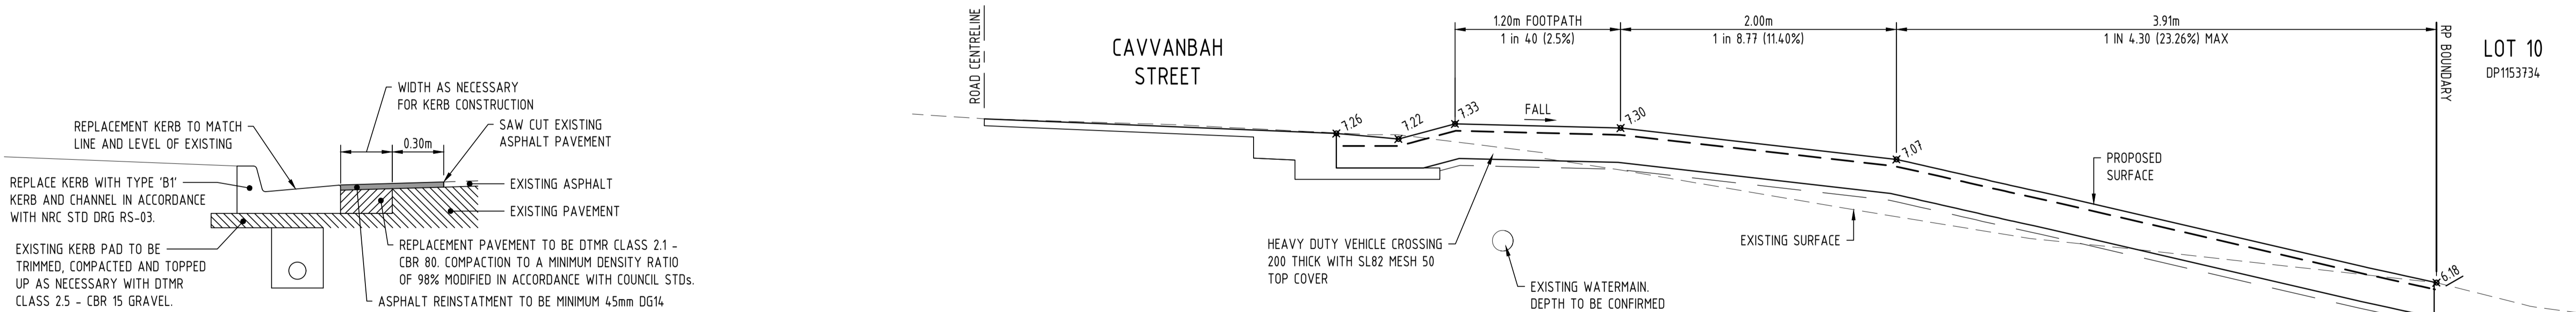 WIDTH AS NECESSARY
FOR KERB CONSTRUCTION
REPLACEMENT KERB TO MATCH
LINE AND LEVEL OF EXISTING
0.30m
SAW CUT EXISTING
ASPHALT PAVEMENT
REPLACE KERB WITH TYPE 'B1'
KERB AND CHANNEL IN ACCORDANCE
WITH NRC STD DRG RS-03.
EXISTING ASPHALT
EXISTING PAVEMENT
EXISTING KERB PAD TO BE
TRIMMED, COMPACTED AND TOPPED
UP AS NECESSARY WITH DTMR
CLASS 2.5 - CBR 15 GRAVEL.
REPLACEMENT PAVEMENT TO BE DTMR CLASS 2.1 -
CBR 80. COMPACTION TO A MINIMUM DENSITY RATIO
OF 98% MODIFIED IN ACCORDANCE WITH COUNCIL STDs.
ASPHALT REINSTATMENT TO BE MINIMUM 45mm DG14
ROAD CENTRELINE
CAVVANBAH
STREET
1.20m FOOTPATH
1 in 40 (2.5%)
2.00m
1 in 8.77 (11.40%)
3.91m
1 IN 4.30 (23.26%) MAX
RP BOUNDARY
LOT 10
DP1153734
7.26
7.22
7.33
FALL
7.30
7.07
6.18
PROPOSED
SURFACE
EXISTING SURFACE
HEAVY DUTY VEHICLE CROSSING
200 THICK WITH SL82 MESH 50
TOP COVER
EXISTING WATERMAIN.
DEPTH TO BE CONFIRMED